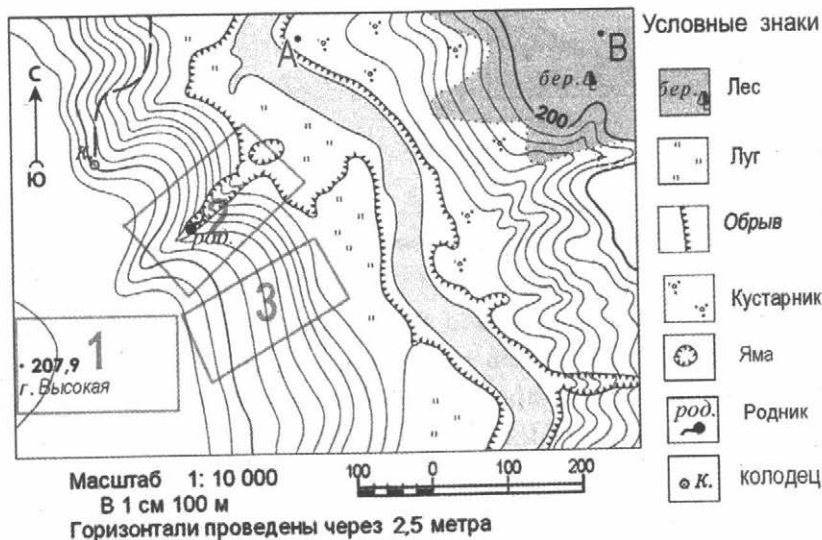 Условные знаки
С
Ю
А
В
бер.
200
К.
2
род.
3
1
207,9
г. Высокая
бер.
Лес
Луг
Обрыв
Кустарник
Яма
род.
Родник
К.
колодец
Масштаб 1: 10 000
В 1 см 100 м
Горизонтали проведены через 2,5 метра
100 0 100 200